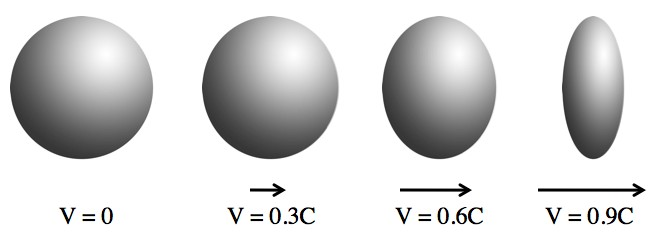 V = 0
V = 0.3C
V = 0.6C
V = 0.9C